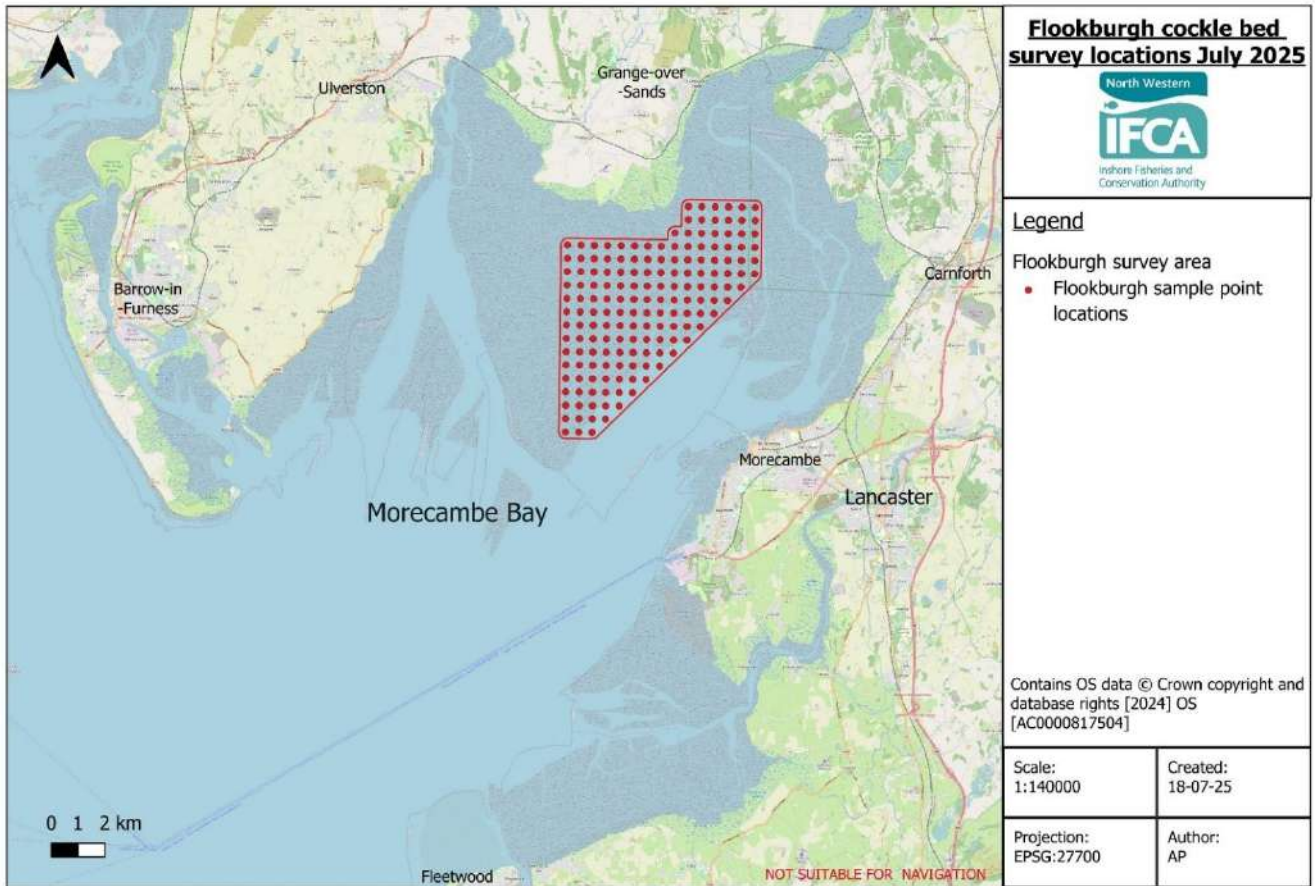 Flookburgh cockle bed
survey locations July 2025
North Western
IFCA
Inshore Fisheries and
Conservation Authority
Legend
Flookburgh survey area
Flookburgh sample point
locations
Contains OS data © Crown copyright and
database rights [2024] OS
[AC0000817504]
Scale:
1:140000
Created:
18-07-25
Projection:
EPSG:27700
Author:
AP
Ulverston
Grange-over
-Sands
Barrow-in
-Furness
Carnforth
Morecambe
Lancaster
Morecambe Bay
0 1 2 km
Fleetwood
NOT SUITABLE FOR NAVIGATION